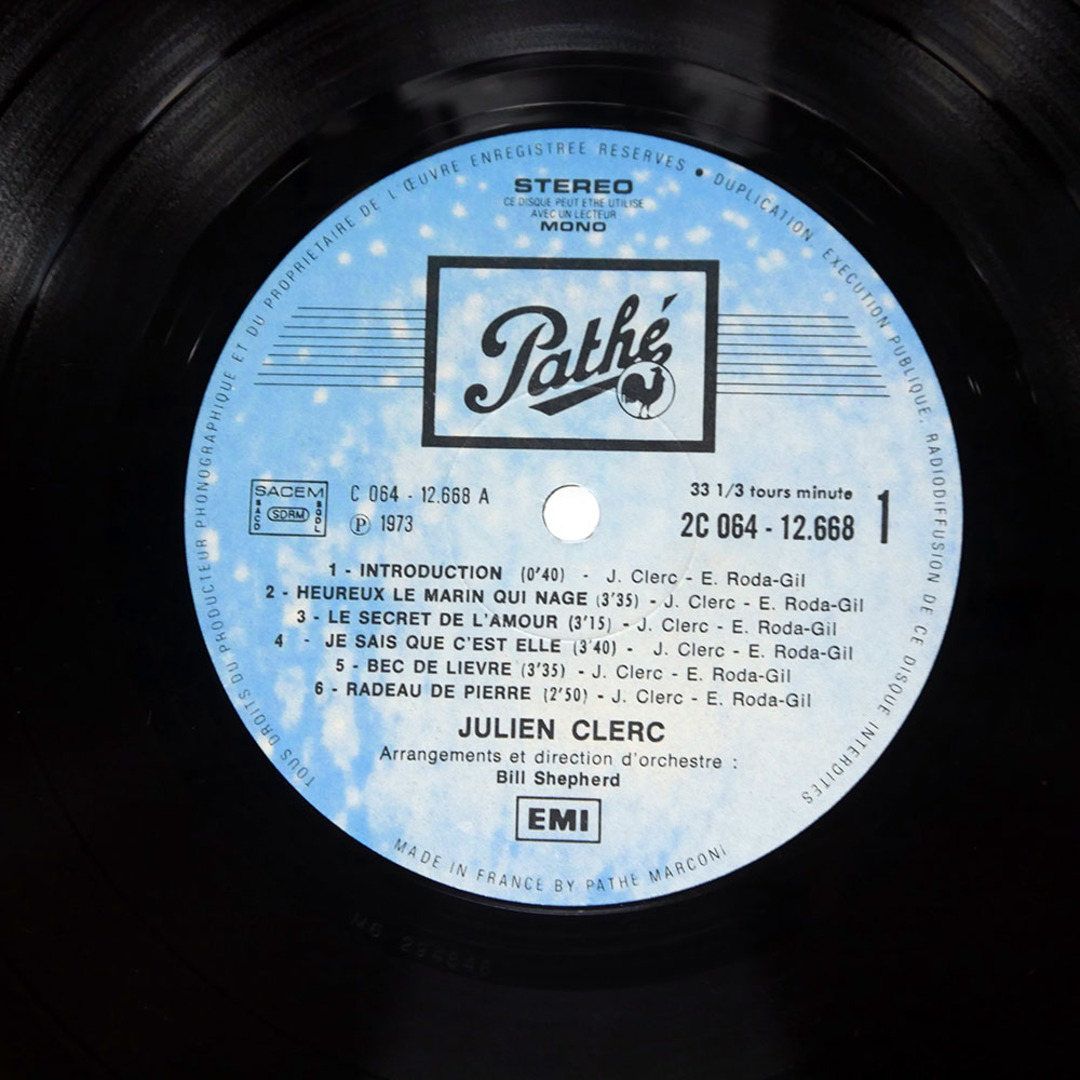 TOUS DROITS DU PRODUCTEUR PHONOGRAPHIQUE ET DU PROPRIETAIRE DE L'ŒUVRE ENREGISTREE RESERVES • DUPLICATION EXECUTION PUBLIQUE, RADIODIFFUSION DE CE DISQUE INTERDITES
STEREO
CE DISQUE PEUT ETRE UTILISE
AVEC UN LECTEUR
MONO
Pathé
SACEM
SACD
SDRM
SGDL
C 064 - 12.668 A
Ⓟ 1973
33 1/3 tours minute
2C 064 - 12.668
1
1 - INTRODUCTION (0'40) - J. Clerc - E. Roda-Gil
2 - HEUREUX LE MARIN QUI NAGE (3'35) - J. Clerc - E. Roda-Gil
3 - LE SECRET DE L'AMOUR (3'15) - J. Clerc - E. Roda-Gil
4 - JE SAIS QUE C'EST ELLE (3'40) - J. Clerc - E. Roda-Gil
5 - BEC DE LIEVRE (3'35) - J. Clerc - E. Roda-Gil
6 - RADEAU DE PIERRE (2'50) - J. Clerc - E. Roda-Gil
JULIEN CLERC
Arrangements et direction d'orchestre :
Bill Shepherd
EMI
MADE IN FRANCE BY PATHE MARCONI